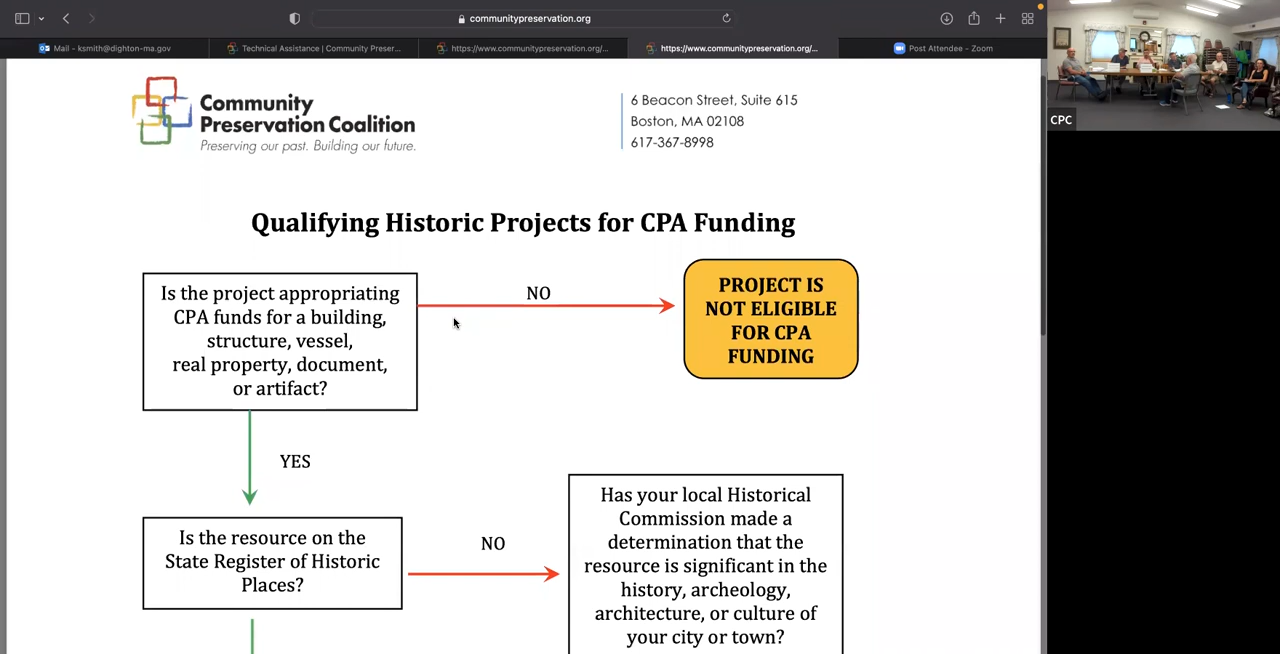 communitypreservation.org
Mail - ksmith@dighton-ma.gov
Technical Assistance | Community Preser...
https://www.communitypreservation.org/...
https://www.communitypreservation.org/...
Post Attendee - Zoom
CPC
Community
Preservation Coalition
Preserving our past. Building our future.
6 Beacon Street, Suite 615
Boston, MA 02108
617-367-8998
Qualifying Historic Projects for CPA Funding
Is the project appropriating
CPA funds for a building,
structure, vessel,
real property, document,
or artifact?
NO
PROJECT IS
NOT ELIGIBLE
FOR CPA
FUNDING
YES
Is the resource on the
State Register of Historic
Places?
NO
Has your local Historical
Commission made a
determination that the
resource is significant in the
history, archeology,
architecture, or culture of
your city or town?